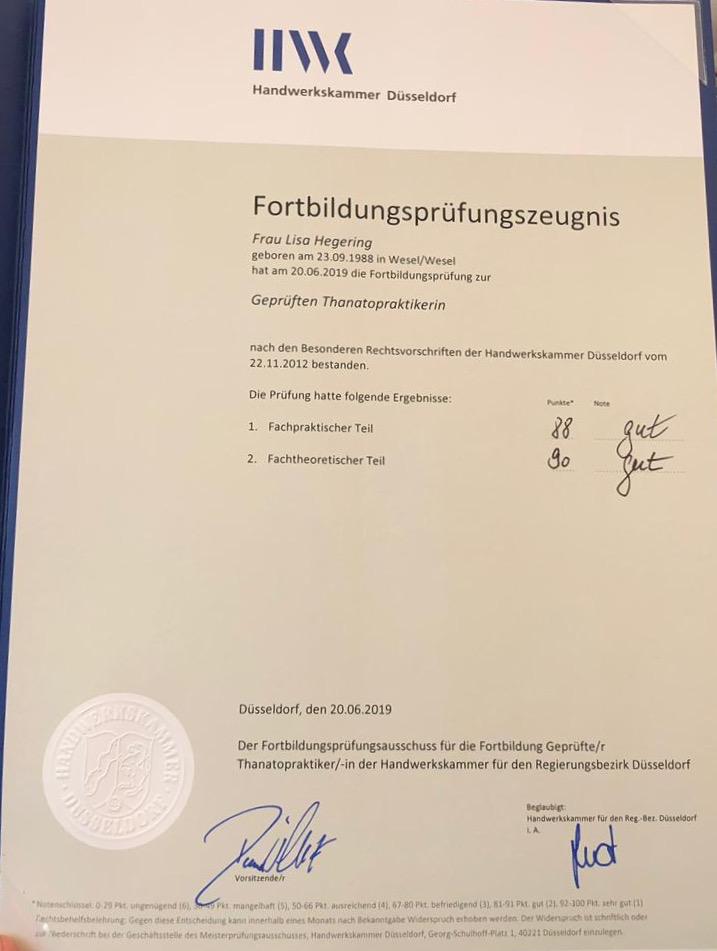 HWK
Handwerkskammer Düsseldorf
Fortbildungsprüfungszeugnis
Frau Lisa Hegering
geboren am 23.09.1988 in Wesel/Wesel
hat am 20.06.2019 die Fortbildungsprüfung zur
Geprüften Thanatopraktikerin
nach den Besonderen Rechtsvorschriften der Handwerkskammer Düsseldorf vom
22.11.2012 bestanden.
Die Prüfung hatte folgende Ergebnisse: Punkte* Note
1. Fachpraktischer Teil 88 gut
2. Fachtheoretischer Teil 90 gut
Düsseldorf, den 20.06.2019
Der Fortbildungsprüfungsausschuss für die Fortbildung Geprüfte/r
Thanatopraktiker/-in der Handwerkskammer für den Regierungsbezirk Düsseldorf
HANDWERKSKAMMER
DÜSSELDORF
Beglaubigt:
Handwerkskammer für den Reg.-Bez. Düsseldorf
I. A.
Vorsitzende/r
*Notenschlüssel: 0-29 Pkt. ungenügend (6), 30-49 Pkt. mangelhaft (5), 50-66 Pkt. ausreichend (4), 67-80 Pkt. befriedigend (3), 81-91 Pkt. gut (2), 92-100 Pkt. sehr gut (1)
Rechtsbehelfsbelehrung: Gegen diese Entscheidung kann innerhalb eines Monats nach Bekanntgabe Widerspruch erhoben werden. Der Widerspruch ist schriftlich oder
zur Niederschrift bei der Geschäftsstelle des Meisterprüfungsausschusses, Handwerkskammer Düsseldorf, Georg-Schulhoff-Platz 1, 40221 Düsseldorf einzulegen.